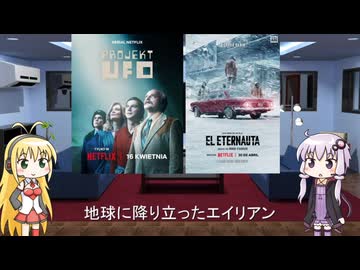 SERIAL NETFLIX
PROJEKT
UFO
TYLKO W
NETFLIX
16 KWIETNIA
EL ETERNAUTA
NETFLIX
30 DE ABRIL
地球に降り立ったエイリアン